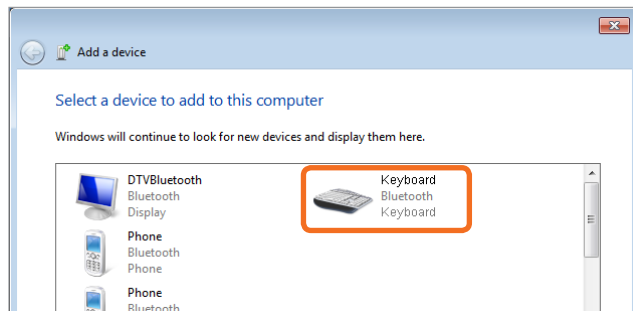 Add a device
Select a device to add to this computer
Windows will continue to look for new devices and display them here.
DTVBluetooth
Bluetooth
Display
Keyboard
Bluetooth
Keyboard
Phone
Bluetooth
Phone
Phone
Bluetooth